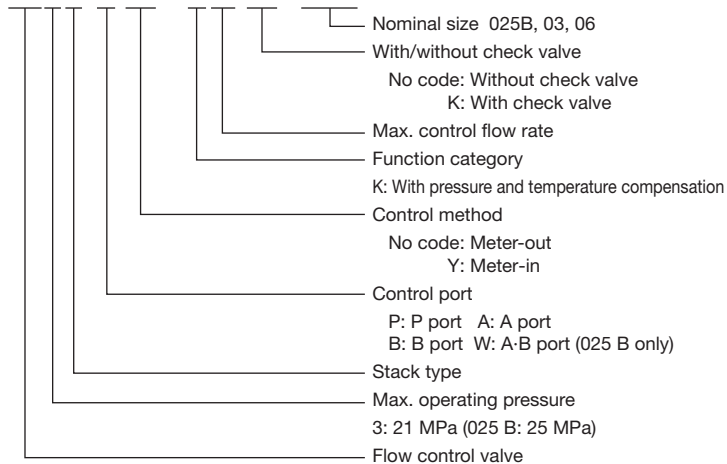 Nominal size 025B, 03, 06
With/without check valve
No code: Without check valve
K: With check valve
Max. control flow rate
Function category
K: With pressure and temperature compensation
Control method
No code: Meter-out
Y: Meter-in
Control port
P: P port A: A port
B: B port W: A·B port (025 B only)
Stack type
Max. operating pressure
3: 21 MPa (025 B: 25 MPa)
Flow control valve